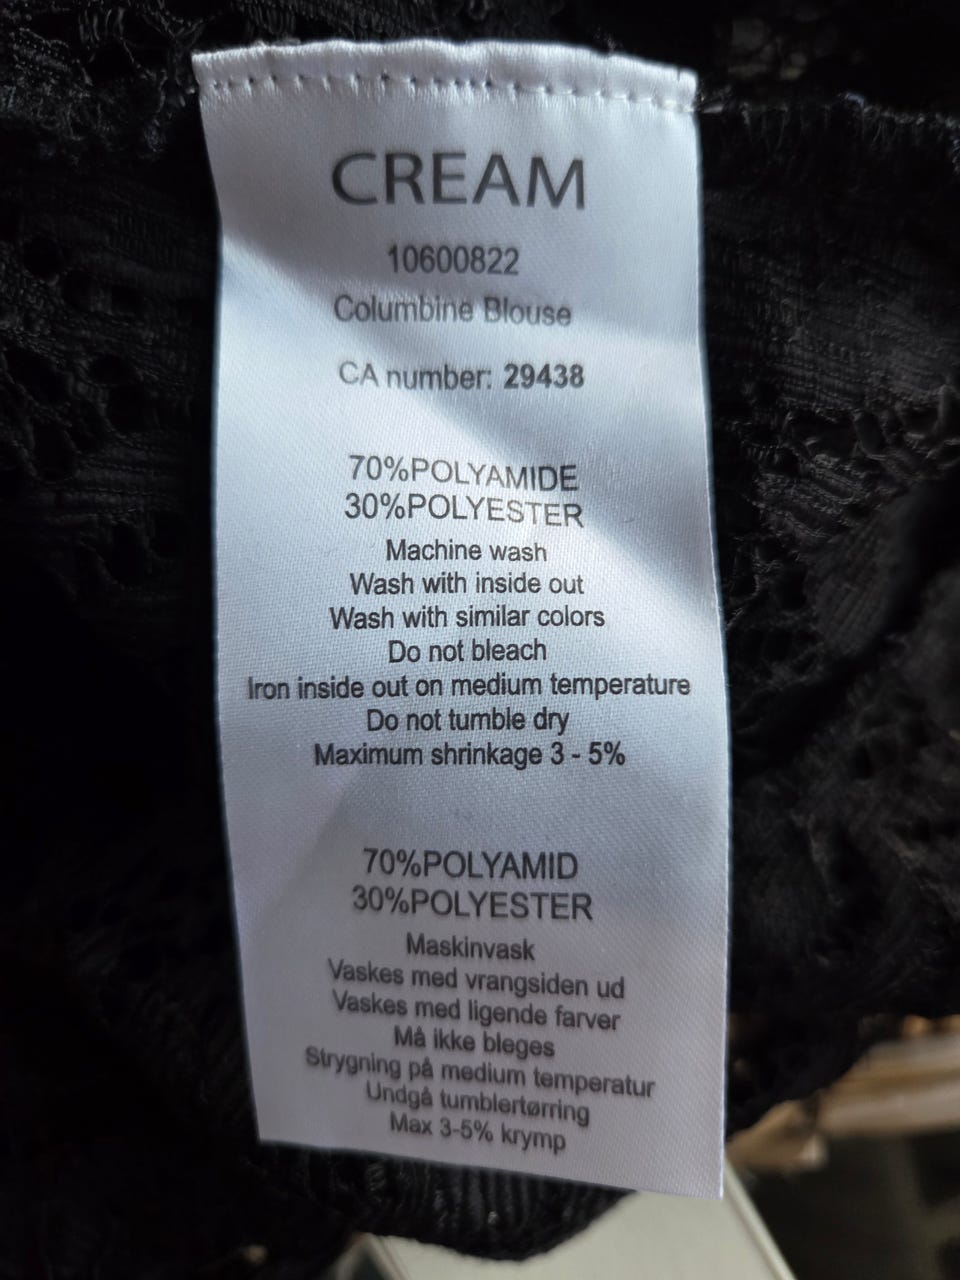 CREAM
10600822
Columbine Blouse
CA number: 29438
70%POLYAMIDE
30%POLYESTER
Machine wash
Wash with inside out
Wash with similar colors
Do not bleach
Iron inside out on medium temperature
Do not tumble dry
Maximum shrinkage 3 - 5%
70%POLYAMID
30%POLYESTER
Maskinvask
Vaskes med vrangsiden ud
Vaskes med ligende farver
Må ikke bleges
Strygning på medium temperatur
Undgå tumblertørring
Max 3-5% krymp